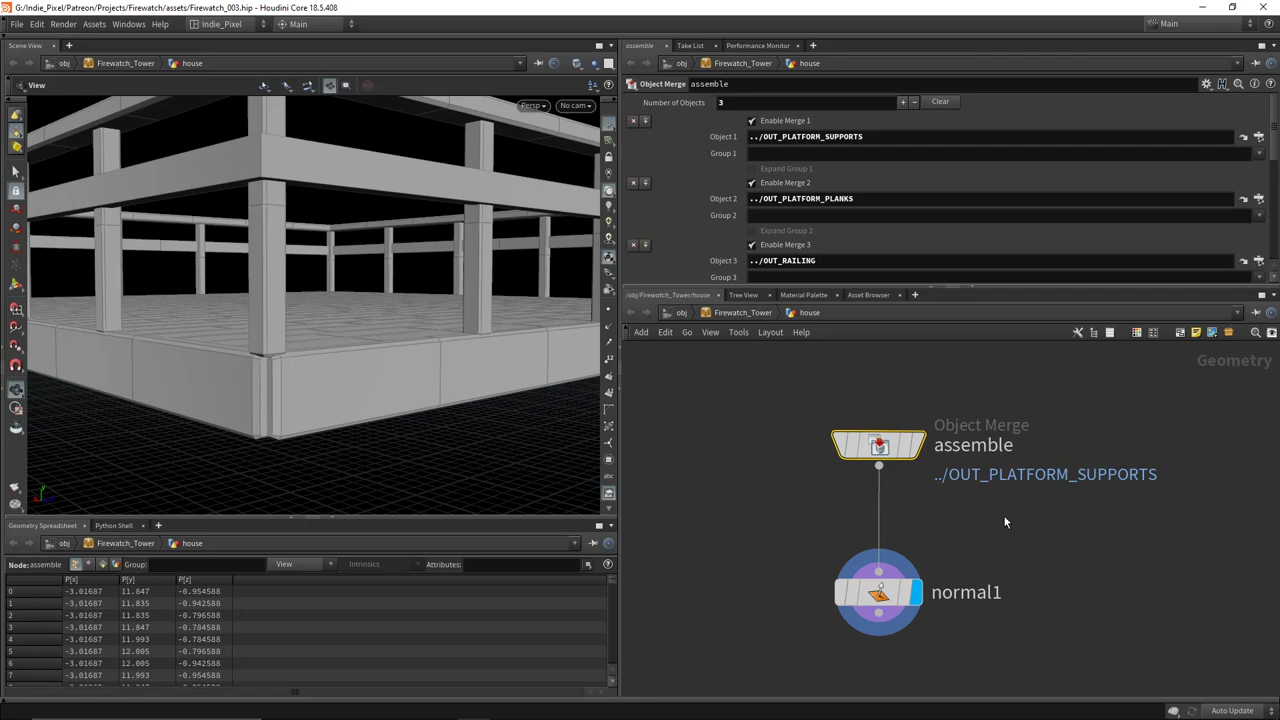 G:/Indie_Pixel/Patreon/Projects/Firewatch/assets/Firewatch_003.hip - Houdini Core 18.5.408
File Edit Render Assets Windows Help Indie_Pixel Main Main
Scene View
obj Firewatch_Tower house
View
Persp No cam
assemble Take List Performance Monitor
obj Firewatch_Tower house
Object Merge assemble
Number of Objects 3 Clear
Enable Merge 1
Object 1 ../OUT_PLATFORM_SUPPORTS
Group 1
Expand Group 1
Enable Merge 2
Object 2 ../OUT_PLATFORM_PLANKS
Group 2
Expand Group 2
Enable Merge 3
Object 3 ../OUT_RAILING
Group 3
/obj/Firewatch_Tower/house Tree View Material Palette Asset Browser
obj Firewatch_Tower house
Add Edit Go View Tools Layout Help
Geometry
Object Merge
assemble
../OUT_PLATFORM_SUPPORTS
normal1
Geometry Spreadsheet Python Shell
obj Firewatch_Tower house
Node: assemble Group: View Intrinsics Attributes:
P[x] P[y] P[z]
0 -3.01687 11.847 -0.954588
1 -3.01687 11.835 -0.942588
2 -3.01687 11.835 -0.796588
3 -3.01687 11.847 -0.784588
4 -3.01687 11.993 -0.784588
5 -3.01687 12.005 -0.796588
6 -3.01687 12.005 -0.942588
7 -3.01687 11.993 -0.954588
Auto Update